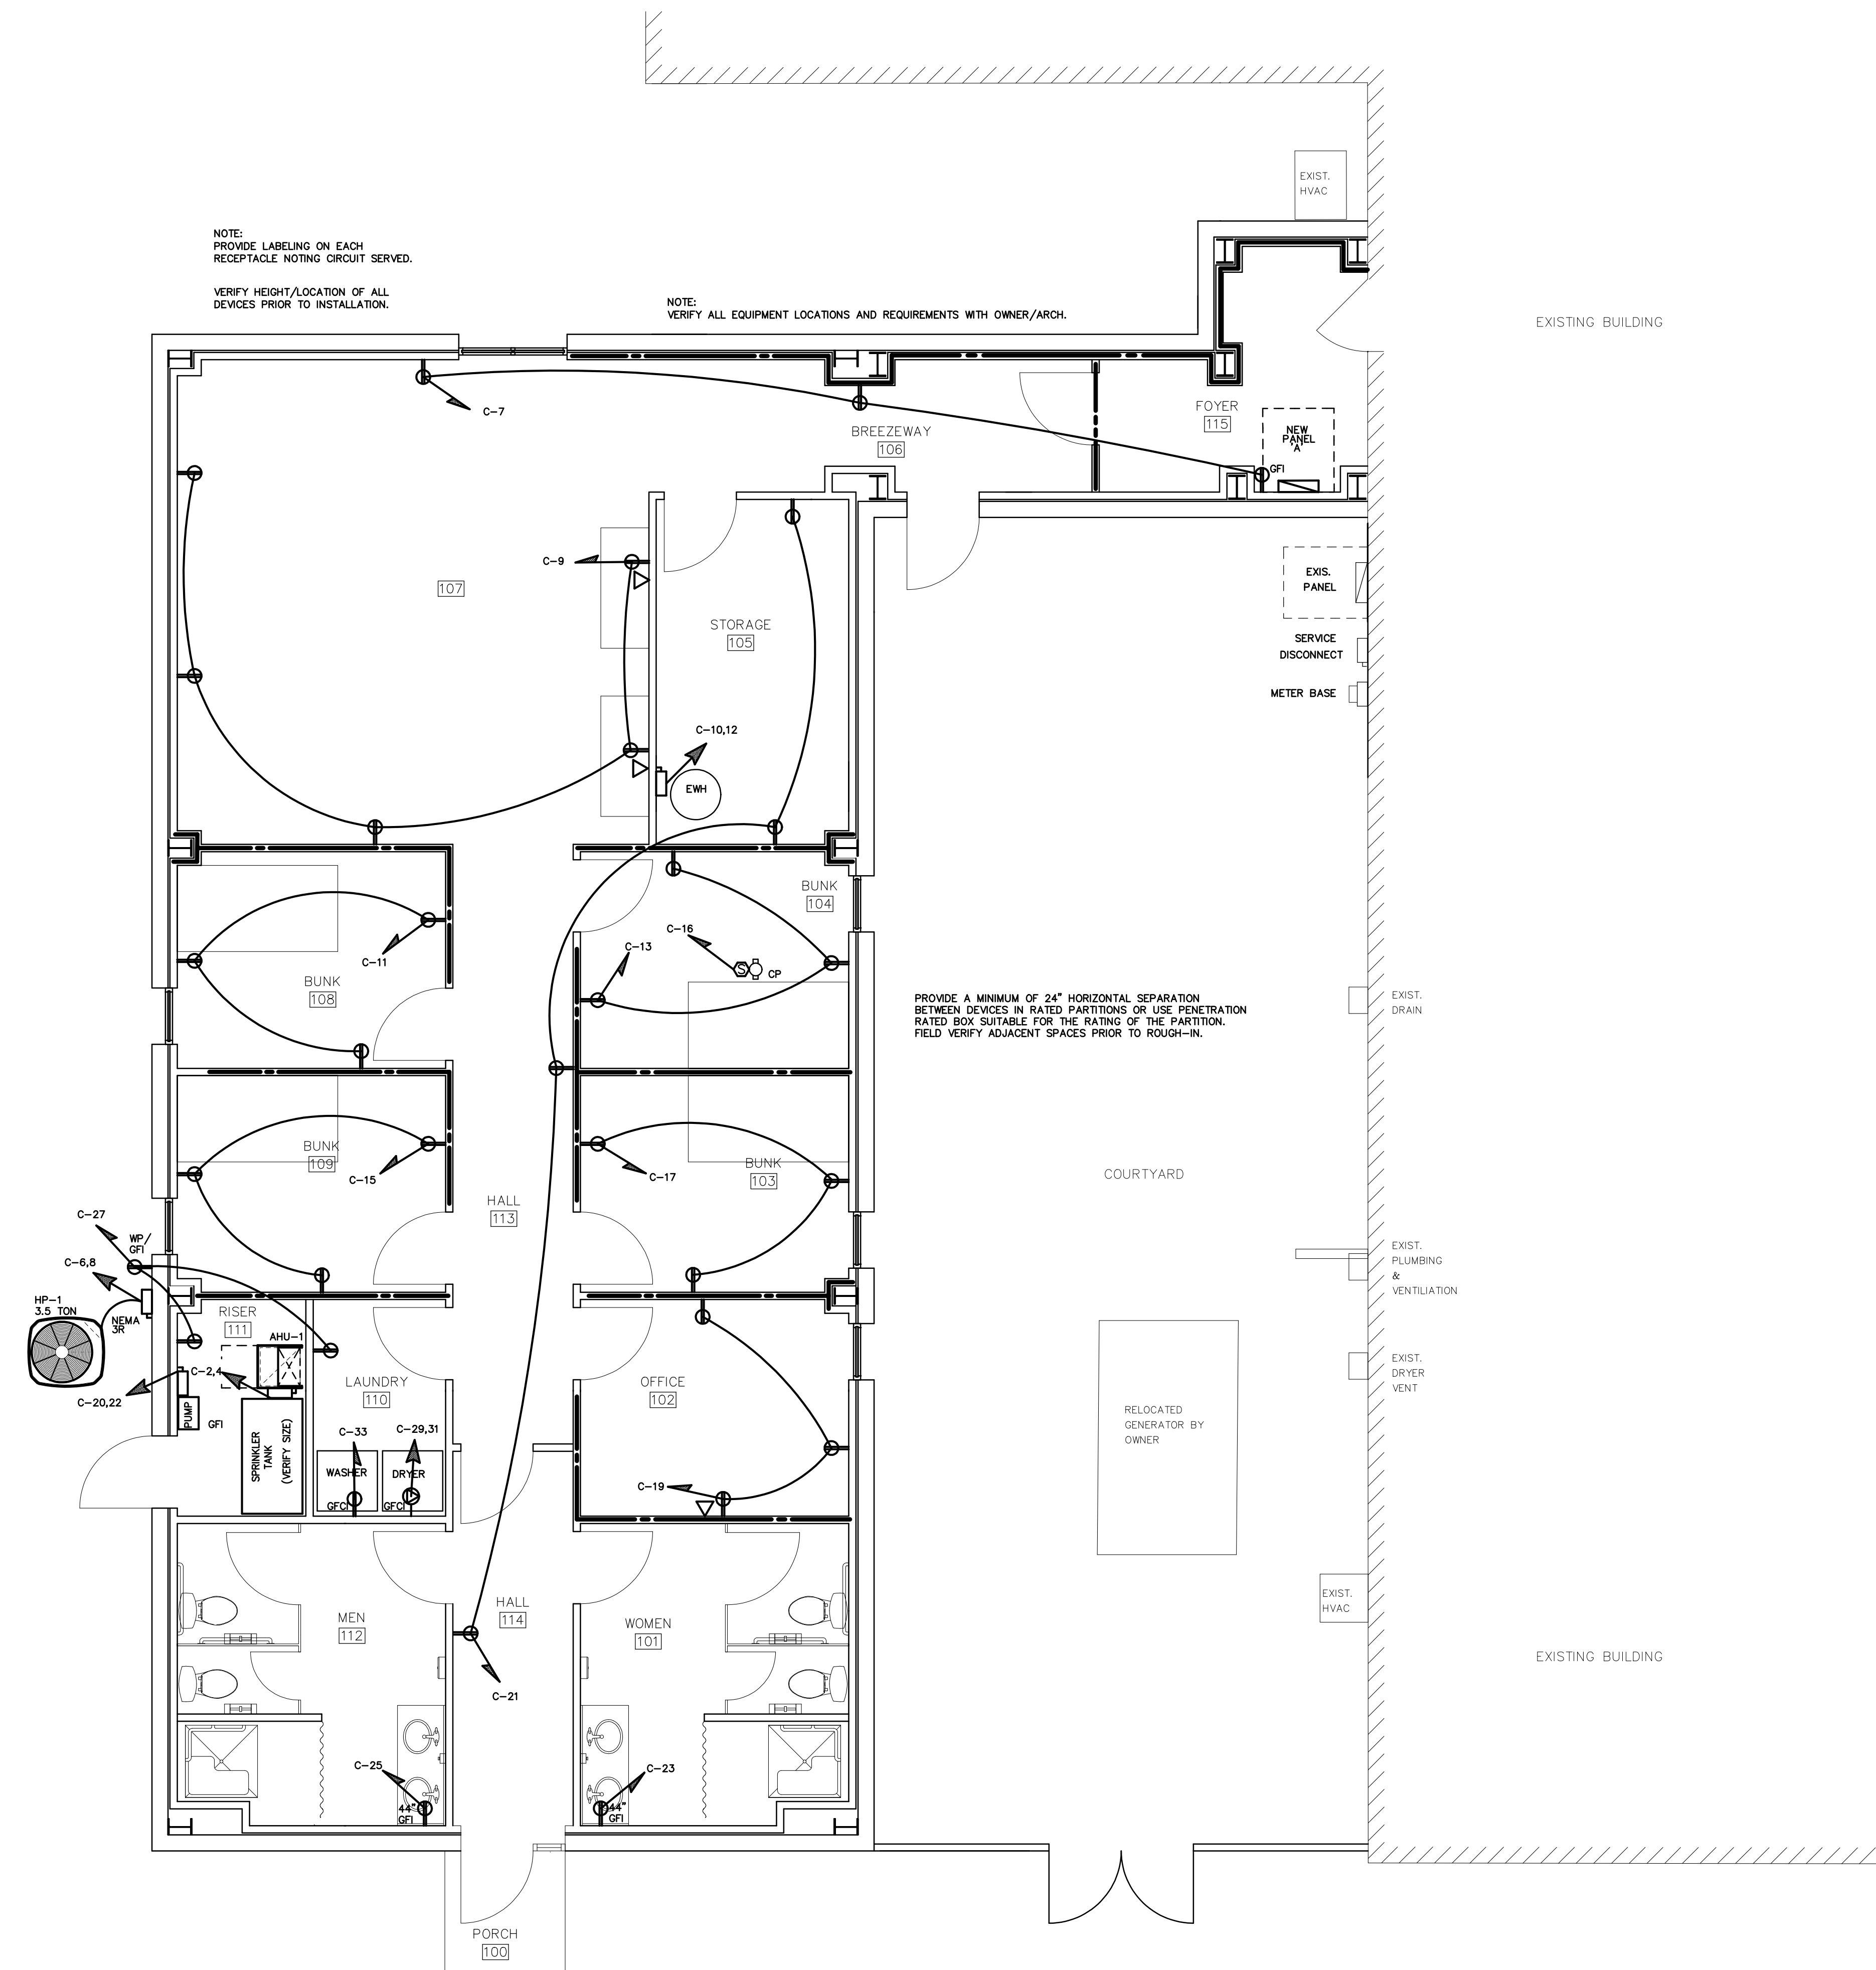 EXIST.
HVAC
NOTE:
PROVIDE LABELING ON EACH
RECEPTACLE NOTING CIRCUIT SERVED.
VERIFY HEIGHT/LOCATION OF ALL
DEVICES PRIOR TO INSTALLATION.
NOTE:
VERIFY ALL EQUIPMENT LOCATIONS AND REQUIREMENTS WITH OWNER/ARCH.
EXISTING BUILDING
C-7
BREEZEWAY
106
FOYER
115
NEW
PANEL
'A'
GFI
C-9
107
STORAGE
105
EXIS.
PANEL
SERVICE
DISCONNECT
METER BASE
C-10,12
EWH
BUNK
104
C-16
C-13
S
CP
C-11
BUNK
108
PROVIDE A MINIMUM OF 24" HORIZONTAL SEPARATION
BETWEEN DEVICES IN RATED PARTITIONS OR USE PENETRATION
RATED BOX SUITABLE FOR THE RATING OF THE PARTITION.
FIELD VERIFY ADJACENT SPACES PRIOR TO ROUGH-IN.
EXIST.
DRAIN
BUNK
109
C-15
C-17
BUNK
103
COURTYARD
HALL
113
C-27
WP/
GFI
C-6,8
HP-1
3.5 TON
NEMA
3R
EXIST.
PLUMBING
&
VENTILIATION
RISER
111
AHU-1
C-2,4
C-20,22
PUMP
GFI
SPRINKLER
TANK
(VERIFY SIZE)
LAUNDRY
110
C-33
C-29,31
WASHER
DRYER
GFCI
GFCI
OFFICE
102
C-19
EXIST.
DRYER
VENT
RELOCATED
GENERATOR BY
OWNER
EXIST.
HVAC
MEN
112
HALL
114
WOMEN
101
EXISTING BUILDING
C-21
C-25
44"
GFI
C-23
44"
GFI
PORCH
100